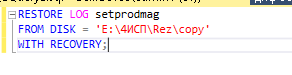 RESTORE LOG setprodmag
FROM DISK = 'E:\4ИСП\Rez\copy'
WITH RECOVERY;